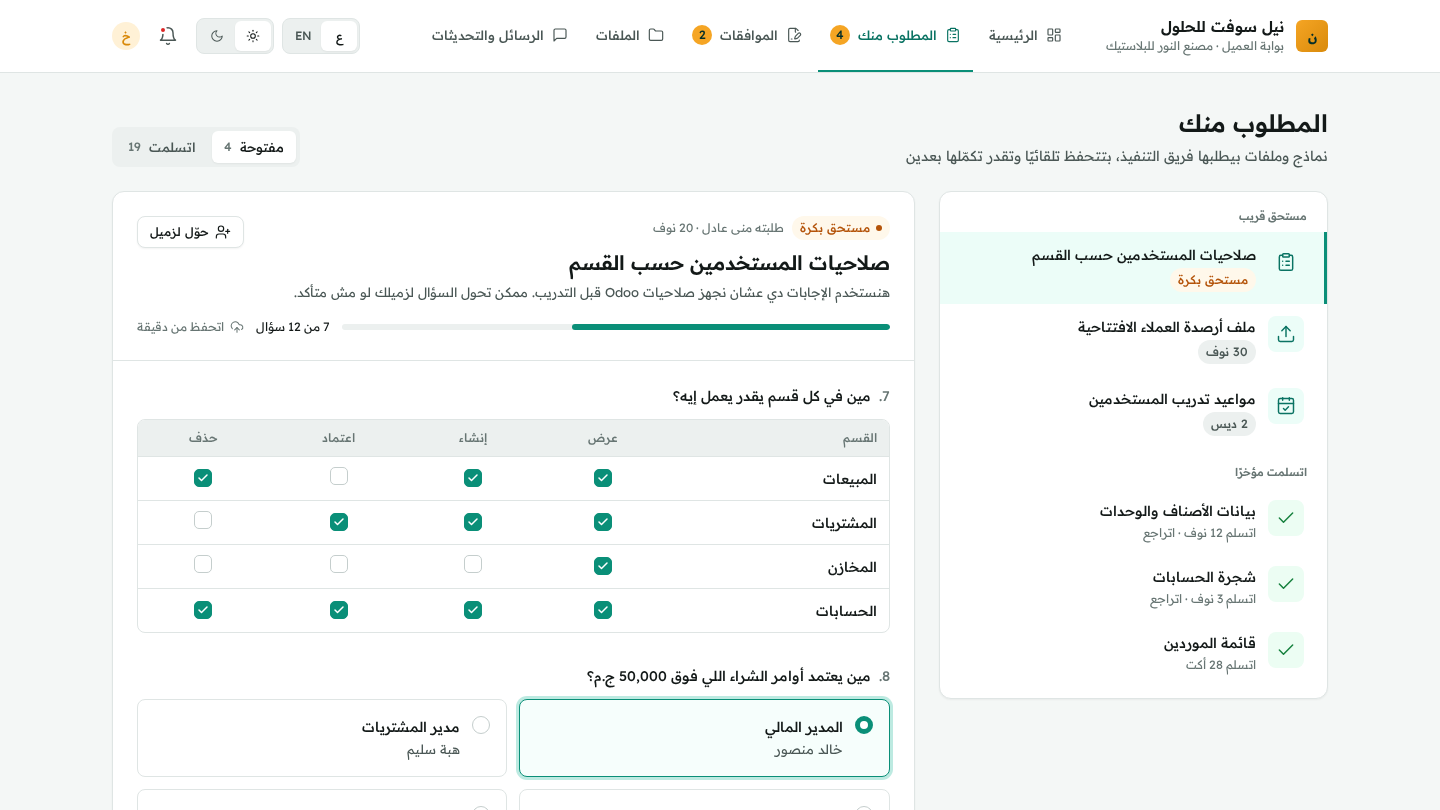 ن
نيل سوفت للحلول
بوابة العميل · مصنع النور للبلاستيك
الرئيسية
المطلوب منك 4
الموافقات 2
الملفات
الرسائل والتحديثات
ع EN
خ
المطلوب منك
نماذج وملفات بيطلبها فريق التنفيذ، بتتحفظ تلقائيًا وتقدر تكمّلها بعدين
مفتوحة 4 اتسلمت 19
مستحق قريب
صلاحيات المستخدمين حسب القسم
مستحق بكرة
ملف أرصدة العملاء الافتتاحية
30 نوف
مواعيد تدريب المستخدمين
2 ديس
اتسلمت مؤخرًا
بيانات الأصناف والوحدات
اتسلم 12 نوف · اتراجع
شجرة الحسابات
اتسلم 3 نوف · اتراجع
قائمة الموردين
اتسلم 28 أكت
مستحق بكرة طلبته منى عادل · 20 نوف
حوّل لزميل
صلاحيات المستخدمين حسب القسم
هنستخدم الإجابات دي عشان نجهز صلاحيات Odoo قبل التدريب. ممكن تحول السؤال لزميلك لو مش متأكد.
7 من 12 سؤال اتحفظ من دقيقة
7. مين في كل قسم يقدر يعمل إيه؟
القسم عرض إنشاء اعتماد حذف
المبيعات
المشتريات
المخازن
الحسابات
8. مين يعتمد أوامر الشراء اللي فوق 50,000 ج.م؟
المدير المالي
خالد منصور
مدير المشتريات
هبة سليم